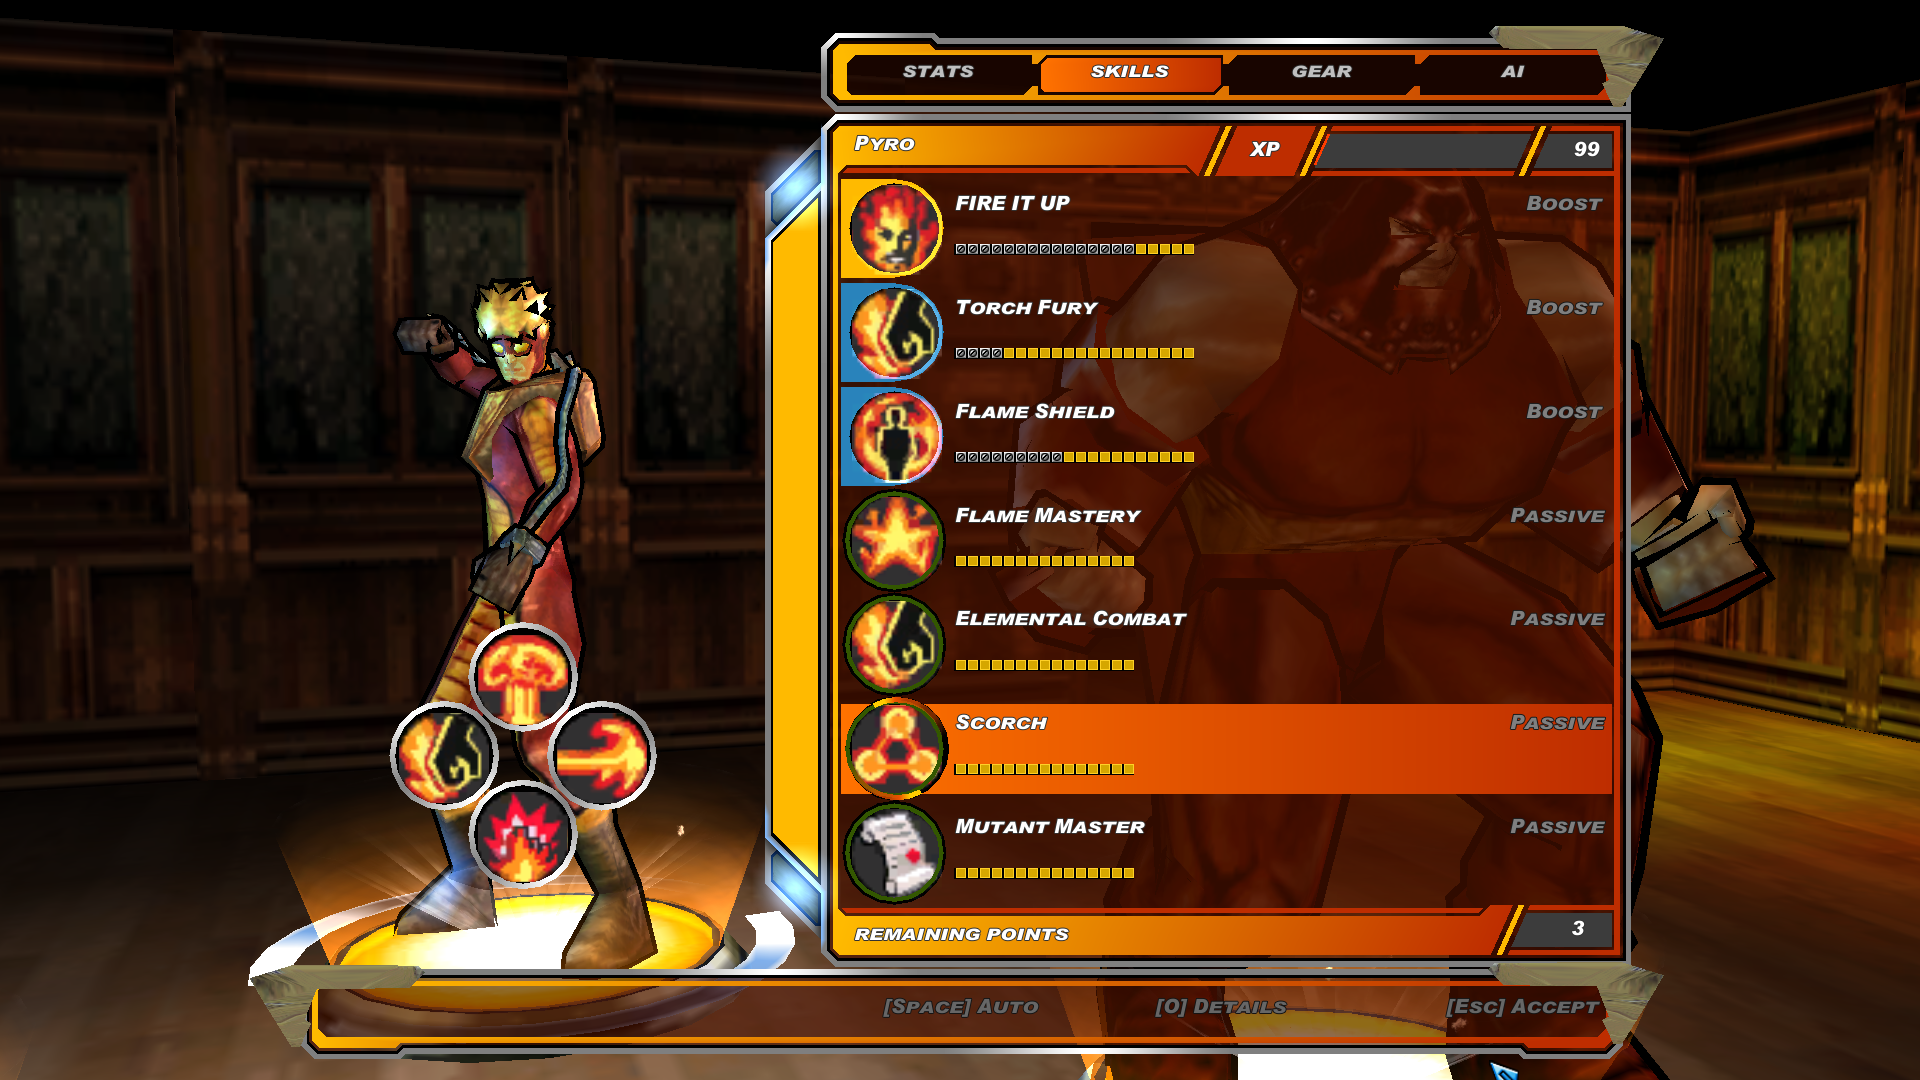 STATS SKILLS GEAR AI
PYRO XP 99
FIRE IT UP BOOST
TORCH FURY BOOST
FLAME SHIELD BOOST
FLAME MASTERY PASSIVE
ELEMENTAL COMBAT PASSIVE
SCORCH PASSIVE
MUTANT MASTER PASSIVE
REMAINING POINTS 3
[SPACE] AUTO [O] DETAILS [ESC] ACCEPT